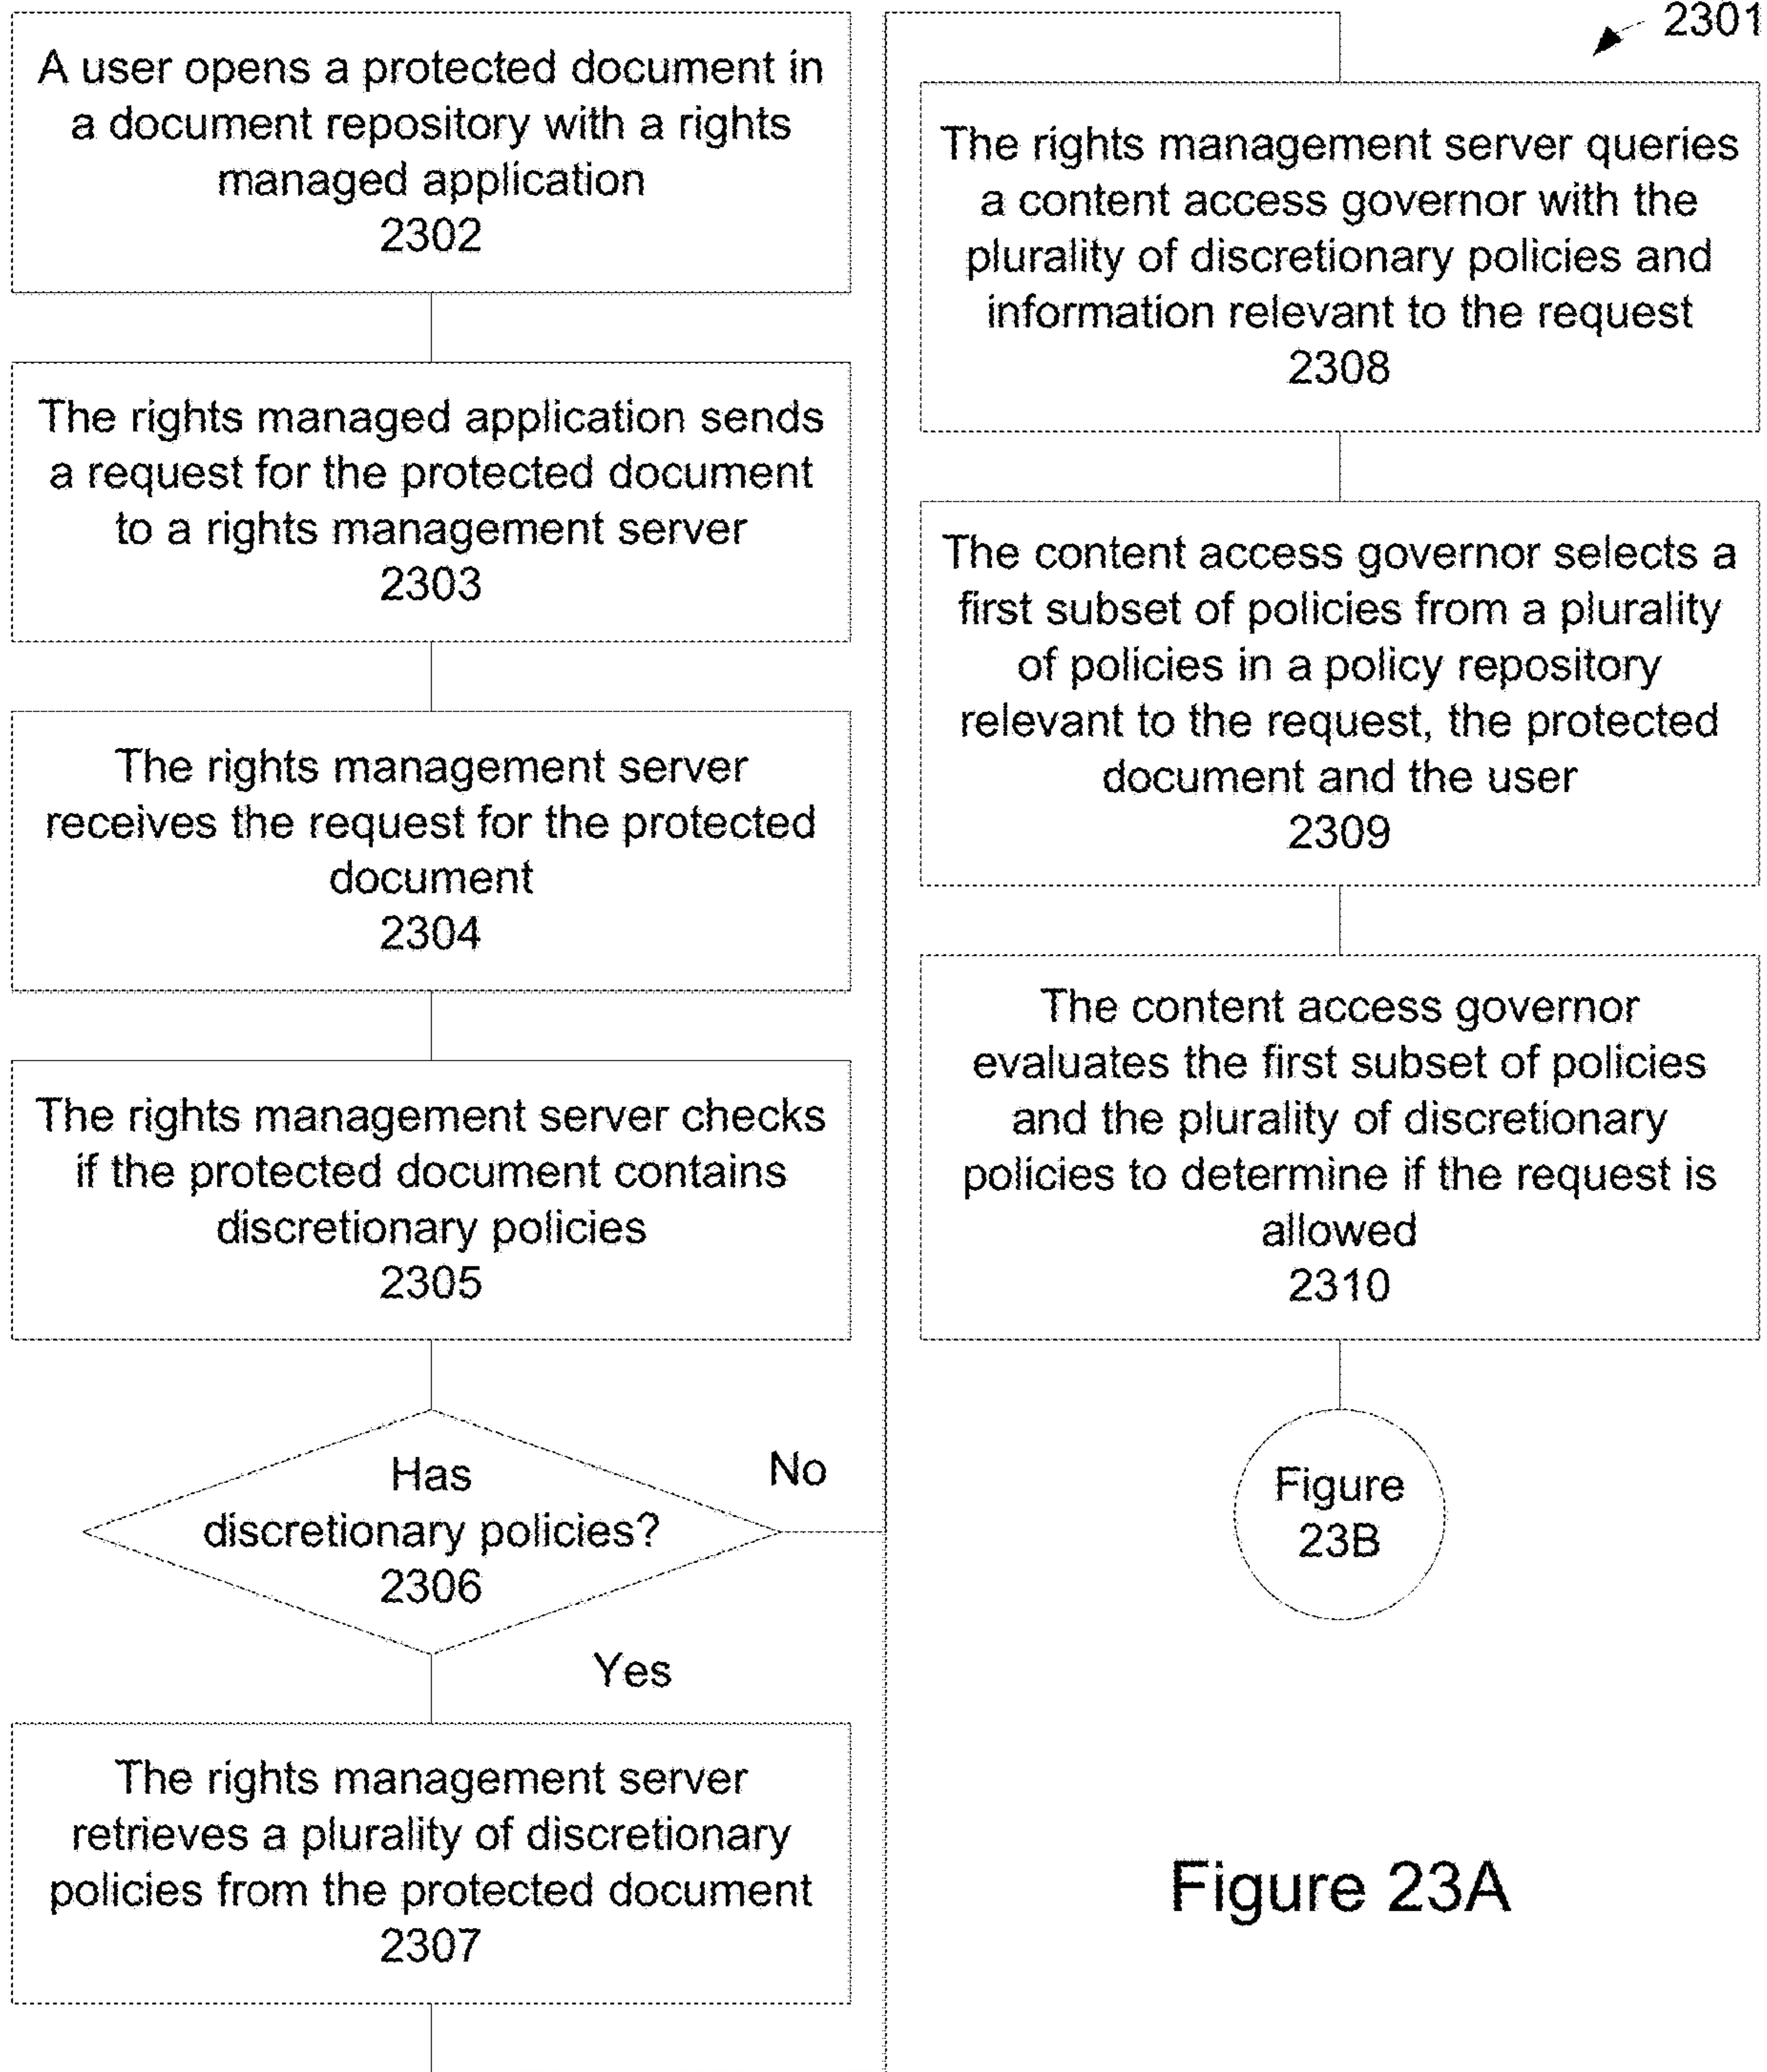 A user opens a protected document in
a document repository with a rights
managed application
2302
The rights managed application sends
a request for the protected document
to a rights management server
2303
The rights management server
receives the request for the protected
document
2304
The rights management server checks
if the protected document contains
discretionary policies
2305
Has
discretionary policies?
2306
No
Yes
The rights management server
retrieves a plurality of discretionary
policies from the protected document
2307
2301
The rights management server queries
a content access governor with the
plurality of discretionary policies and
information relevant to the request
2308
The content access governor selects a
first subset of policies from a plurality
of policies in a policy repository
relevant to the request, the protected
document and the user
2309
The content access governor
evaluates the first subset of policies
and the plurality of discretionary
policies to determine if the request is
allowed
2310
Figure
23B
Figure 23A